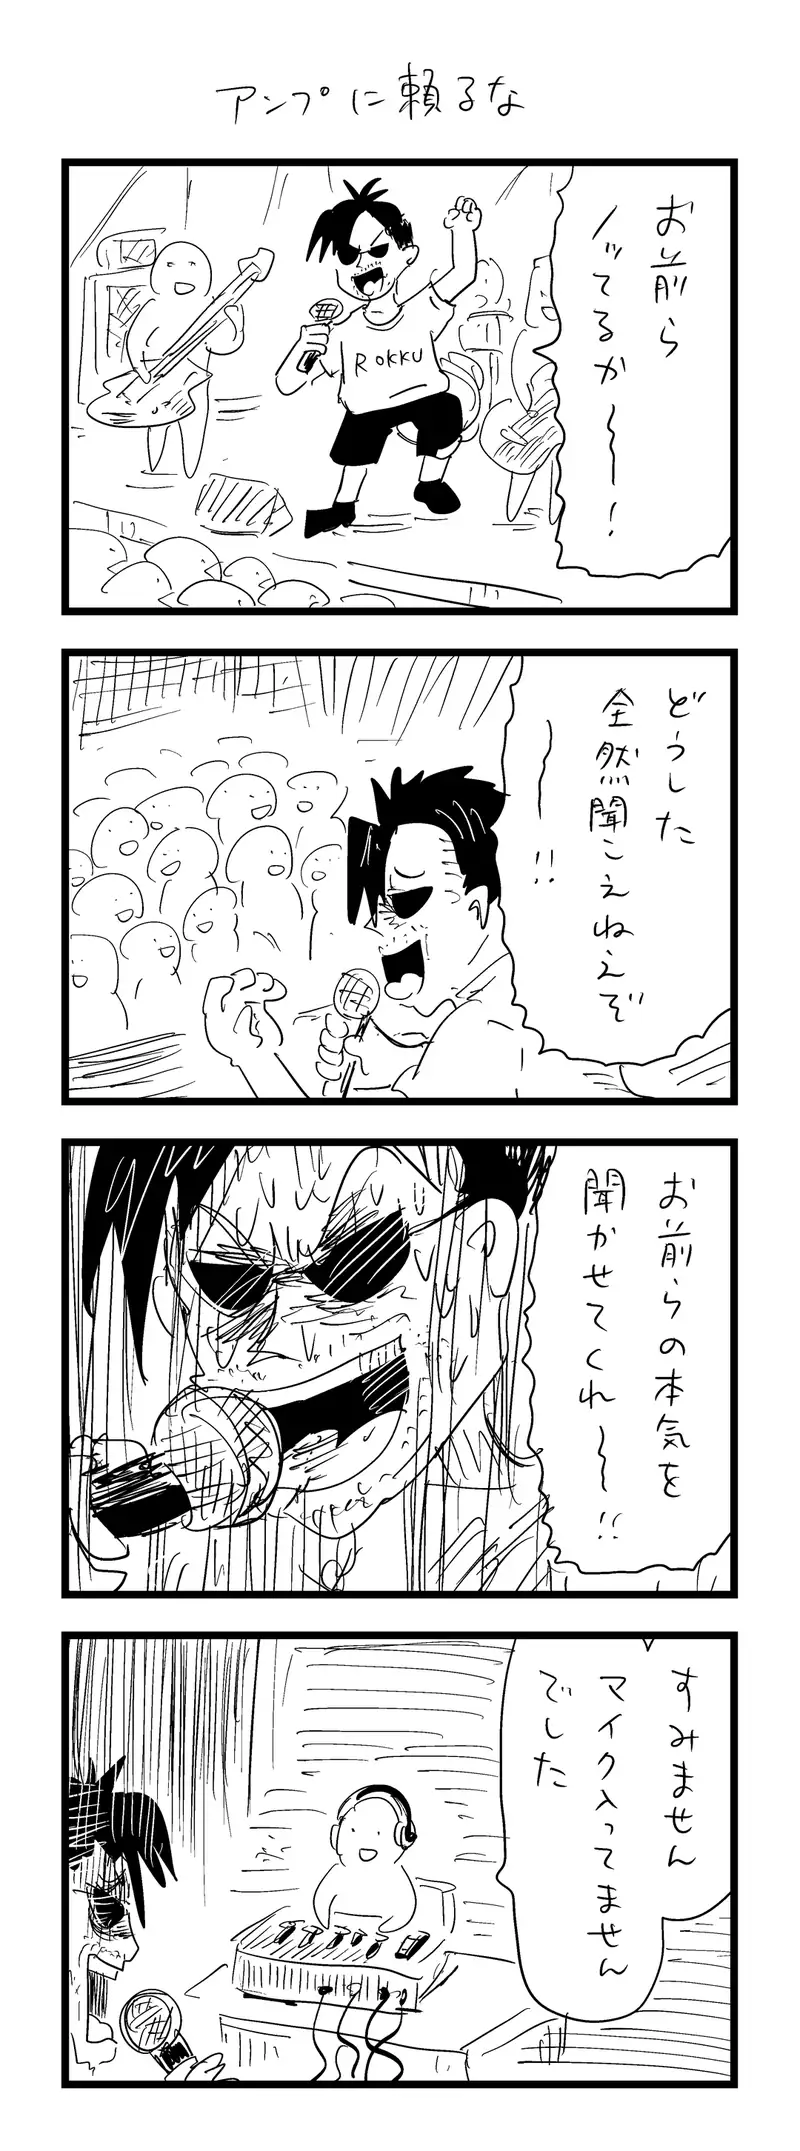 アンプに頼るな
お前ら
ノッてるか〜〜!
ROKKU
どうした
全然聞こえねえぞ
〜〜!!
お前らの本気を
聞かせてくれ〜〜!!
すみません
マイク入ってません
でした